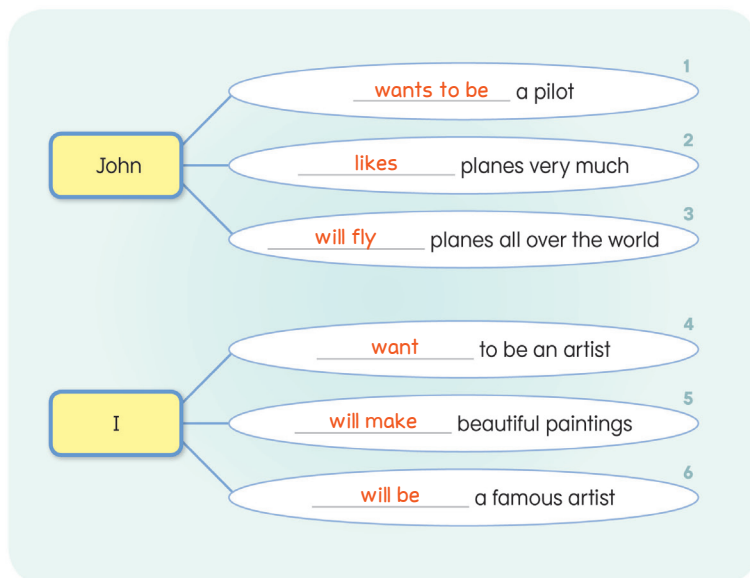 1
wants to be a pilot
John
2
likes planes very much
3
will fly planes all over the world
4
want to be an artist
I
5
will make beautiful paintings
6
will be a famous artist